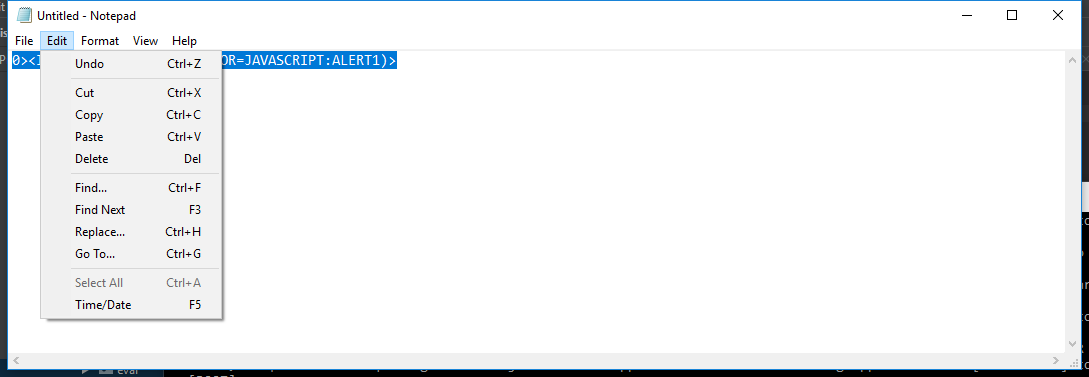 Untitled - Notepad
File Edit Format View Help
0>< OR=JAVASCRIPT:ALERT1)>
Undo Ctrl+Z
Cut Ctrl+X
Copy Ctrl+C
Paste Ctrl+V
Delete Del
Find... Ctrl+F
Find Next F3
Replace... Ctrl+H
Go To... Ctrl+G
Select All Ctrl+A
Time/Date F5
eval